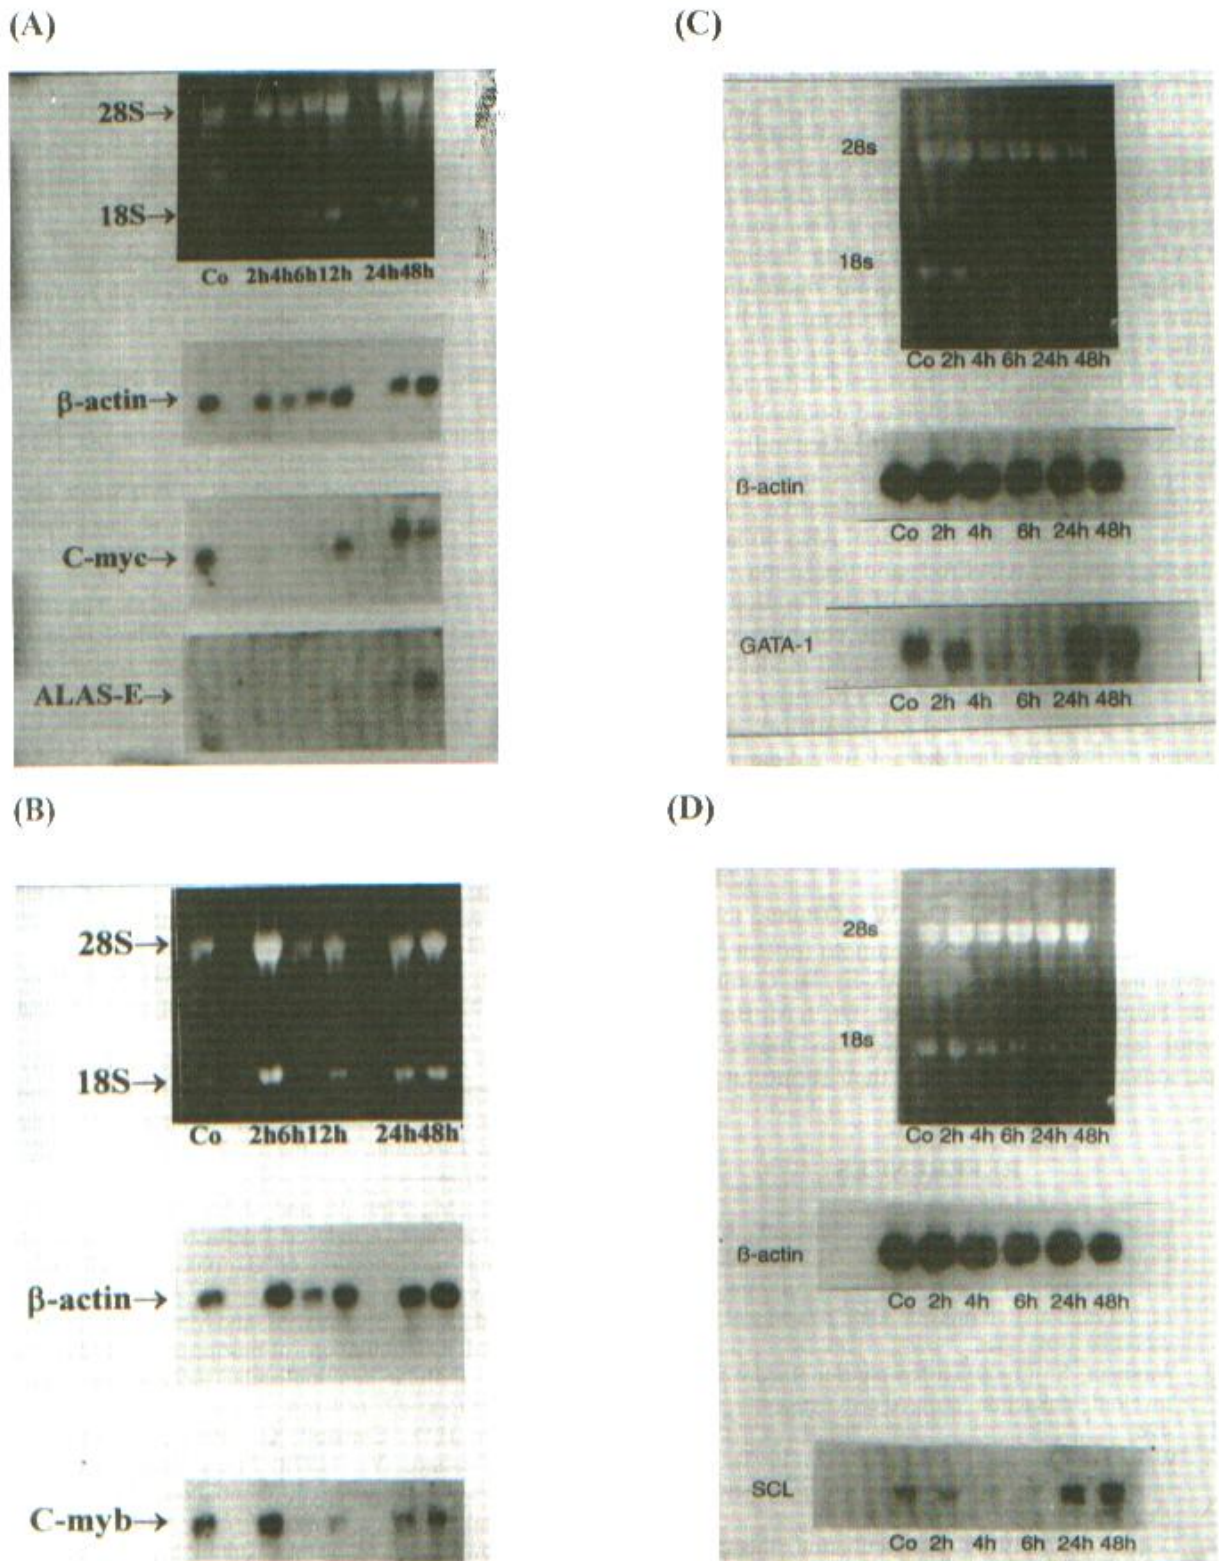 (A)
28S→
18S→
Co 2h4h6h12h 24h48h
β-actin→
C-myc→
ALAS-E→
(B)
28S→
18S→
Co 2h6h12h 24h48h
β-actin→
C-myb→
(C)
28s
18s
Co 2h 4h 6h 24h 48h
ß-actin
Co 2h 4h 6h 24h 48h
GATA-1
Co 2h 4h 6h 24h 48h
(D)
28s
18s
Co 2h 4h 6h 24h 48h
ß-actin
Co 2h 4h 6h 24h 48h
SCL
Co 2h 4h 6h 24h 48h